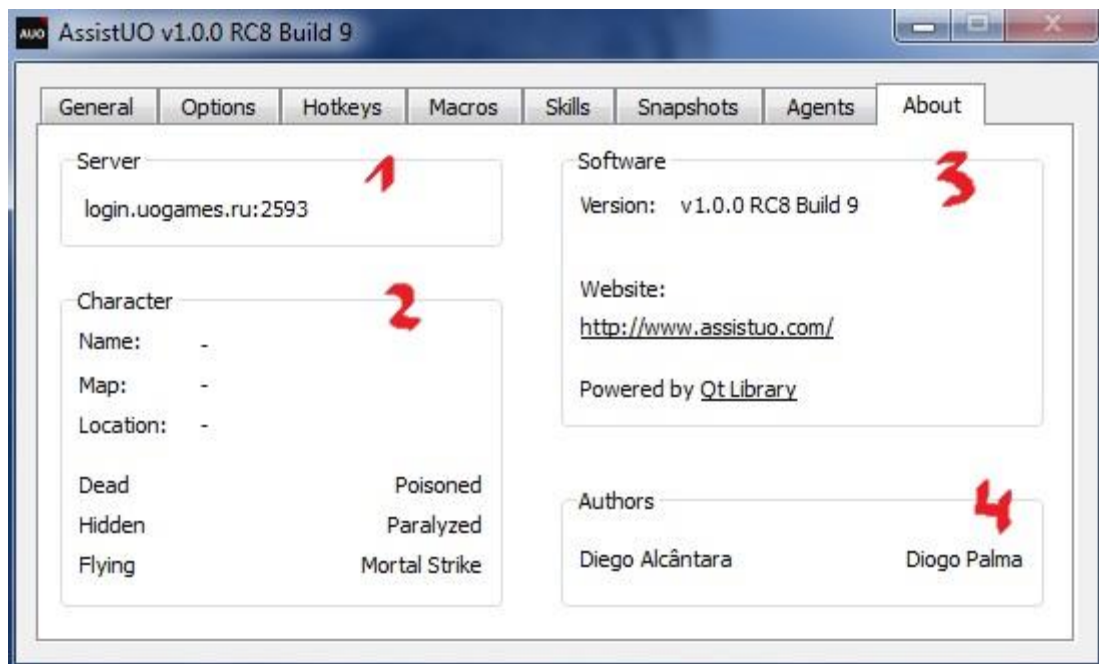 AUO AssistUO v1.0.0 RC8 Build 9
General Options Hotkeys Macros Skills Snapshots Agents About
Server
1
login.uogames.ru:2593
Character
2
Name: -
Map: -
Location: -
Dead Poisoned
Hidden Paralyzed
Flying Mortal Strike
Software
3
Version: v1.0.0 RC8 Build 9
Website:
http://www.assistuo.com/
Powered by Qt Library
Authors
4
Diego Alcântara Diogo Palma